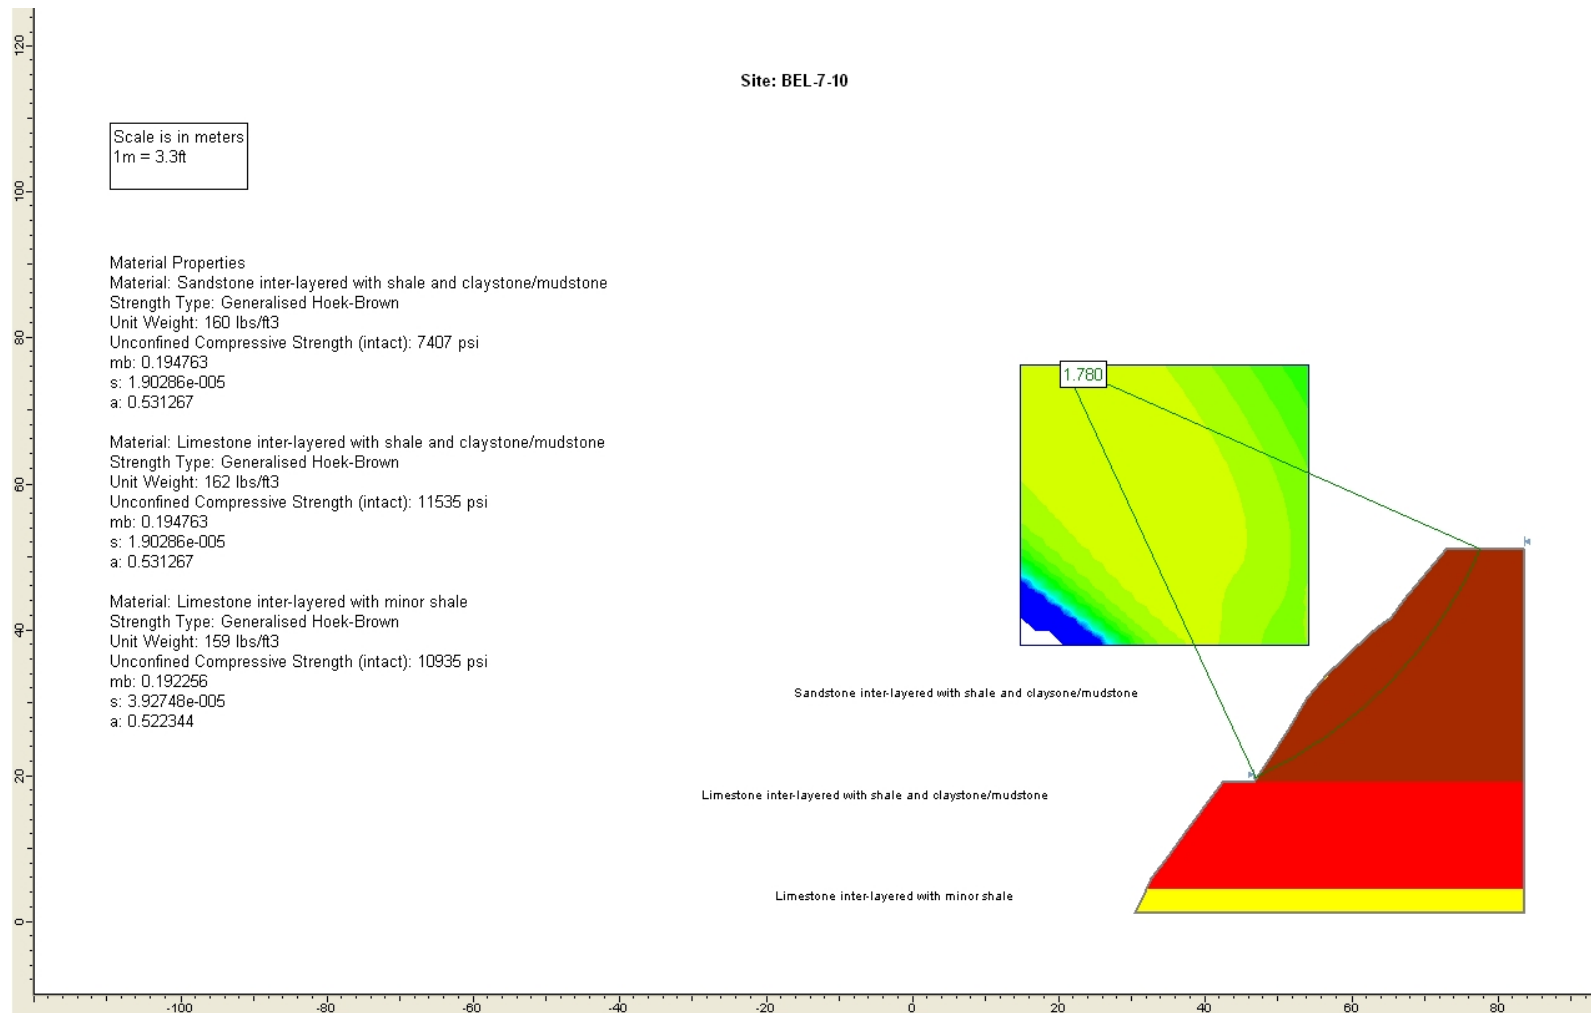 Site: BEL-7-10
Scale is in meters
1m = 3.3ft
Material Properties
Material: Sandstone inter-layered with shale and claystone/mudstone
Strength Type: Generalised Hoek-Brown
Unit Weight: 160 lbs/ft3
Unconfined Compressive Strength (intact): 7407 psi
mb: 0.194763
s: 1.90286e-005
a: 0.531267
Material: Limestone inter-layered with shale and claystone/mudstone
Strength Type: Generalised Hoek-Brown
Unit Weight: 162 lbs/ft3
Unconfined Compressive Strength (intact): 11535 psi
mb: 0.194763
s: 1.90286e-005
a: 0.531267
Material: Limestone inter-layered with minor shale
Strength Type: Generalised Hoek-Brown
Unit Weight: 159 lbs/ft3
Unconfined Compressive Strength (intact): 10935 psi
mb: 0.192256
s: 3.92748e-005
a: 0.522344
1.780
Sandstone inter-layered with shale and claysone/mudstone
Limestone inter-layered with shale and claystone/mudstone
Limestone inter-layered with minor shale
120
100
80
60
40
20
0
-100
-80
-60
-40
-20
0
20
40
60
80